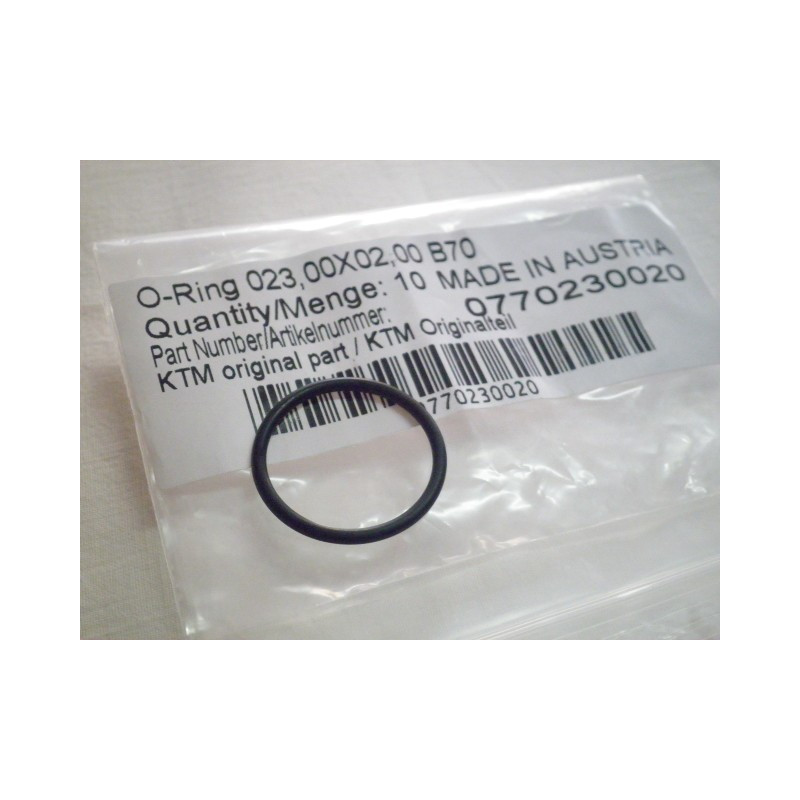 O-Ring 023,00X02,00 B70
Quantity/Menge: 10 MADE IN AUSTRIA
Part Number/Artikelnummer: 0770230020
KTM original part / KTM Originalteil
0770230020